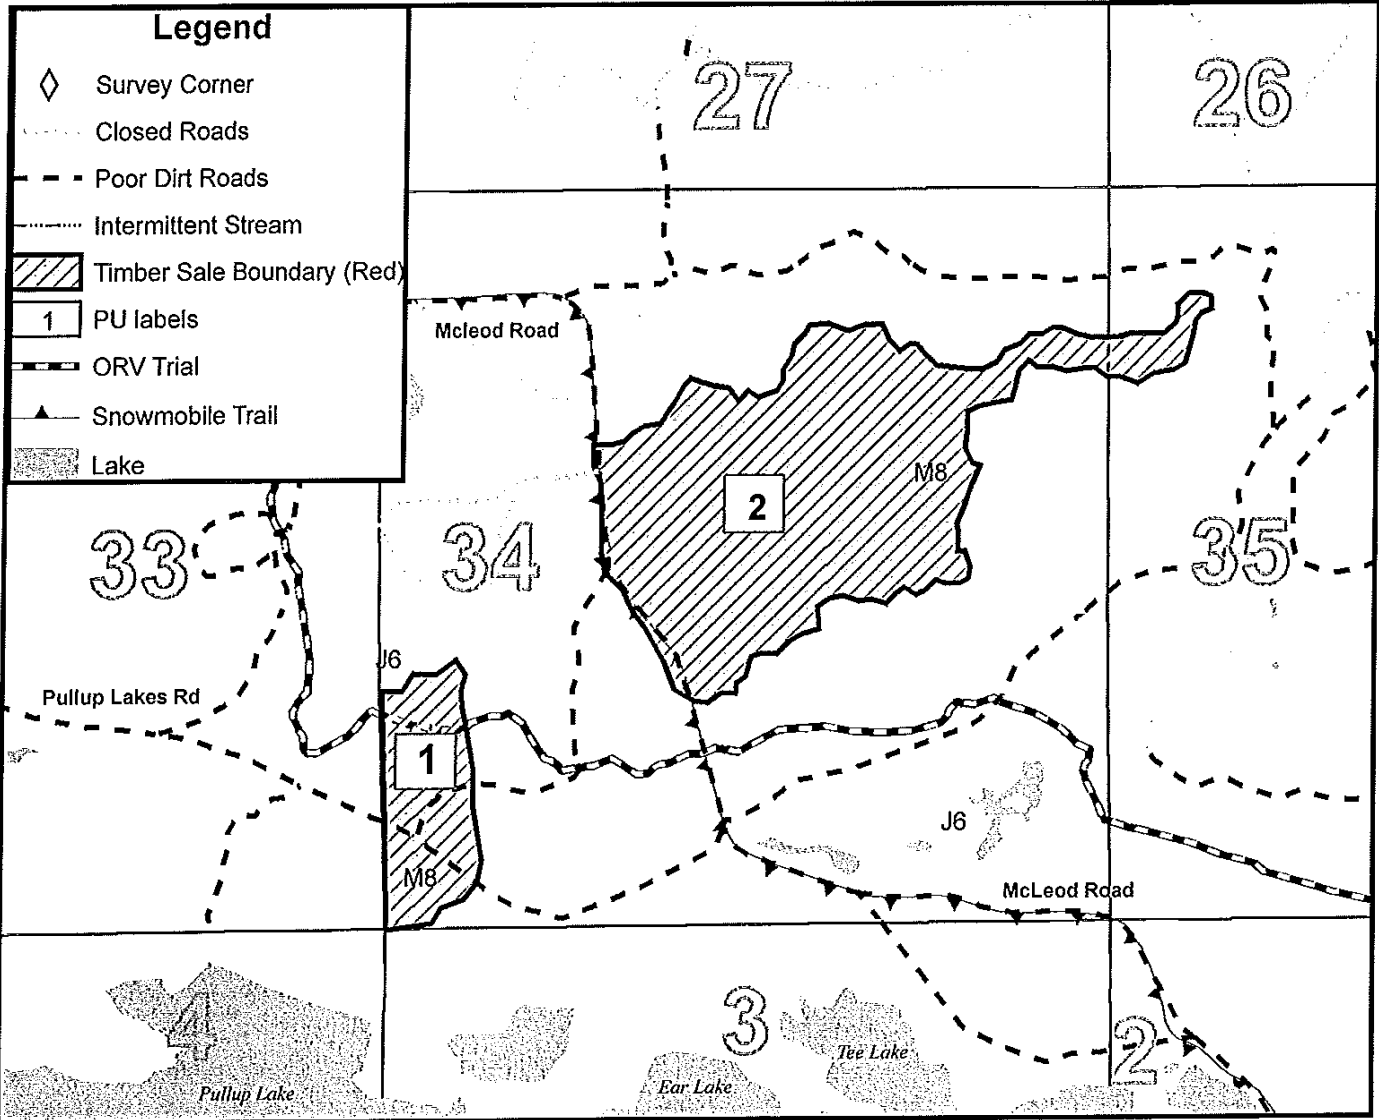 Legend
Survey Corner
Closed Roads
Poor Dirt Roads
Intermittent Stream
Timber Sale Boundary (Red)
1 PU labels
ORV Trial
Snowmobile Trail
Lake
27
26
Mcleod Road
M8
2
33
34
35
J6
Pullup Lakes Rd
1
J6
M8
McLeod Road
4
3
2
Tee Lake
Ear Lake
Pullup Lake